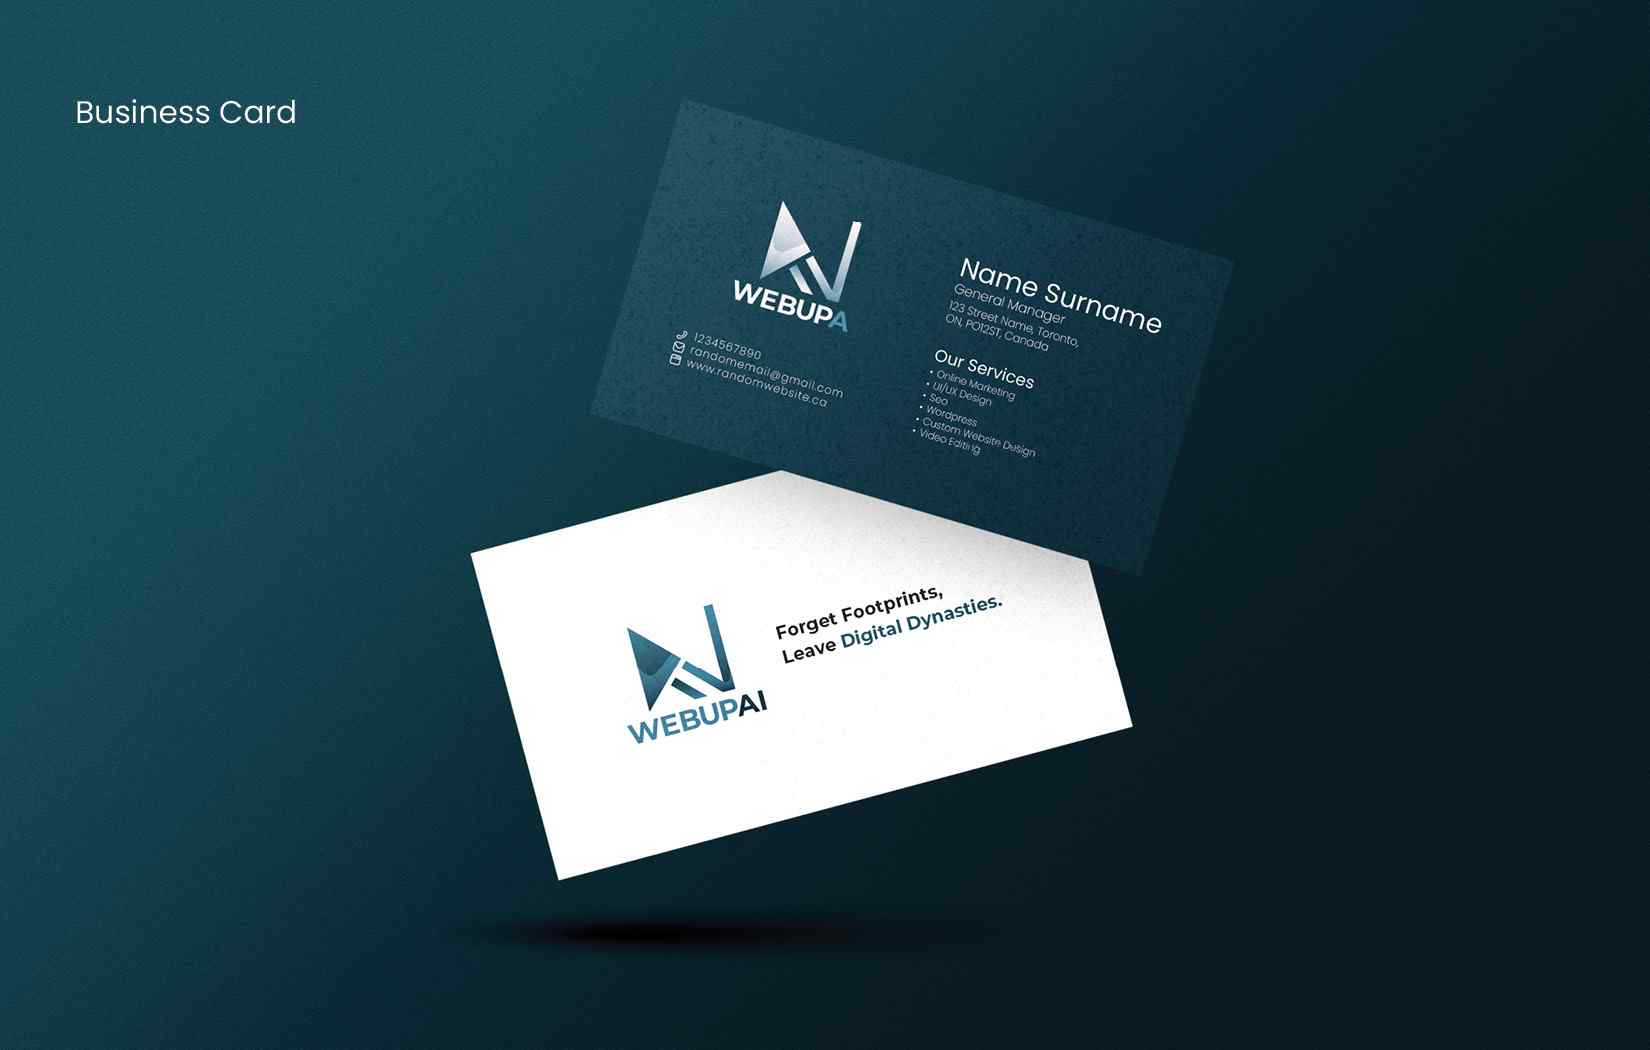 Business Card
WEBUPA
1234567890
randomemail@gmail.com
www.randomwebsite.ca
Name Surname
General Manager
123 Street Name, Toronto,
ON, PO12ST, Canada
Our Services
• Online Marketing
• UI/UX Design
• Seo
• Wordpress
• Custom Website Dusign
• Video Editing
WEBUPAI
Forget Footprints,
Leave Digital Dynasties.